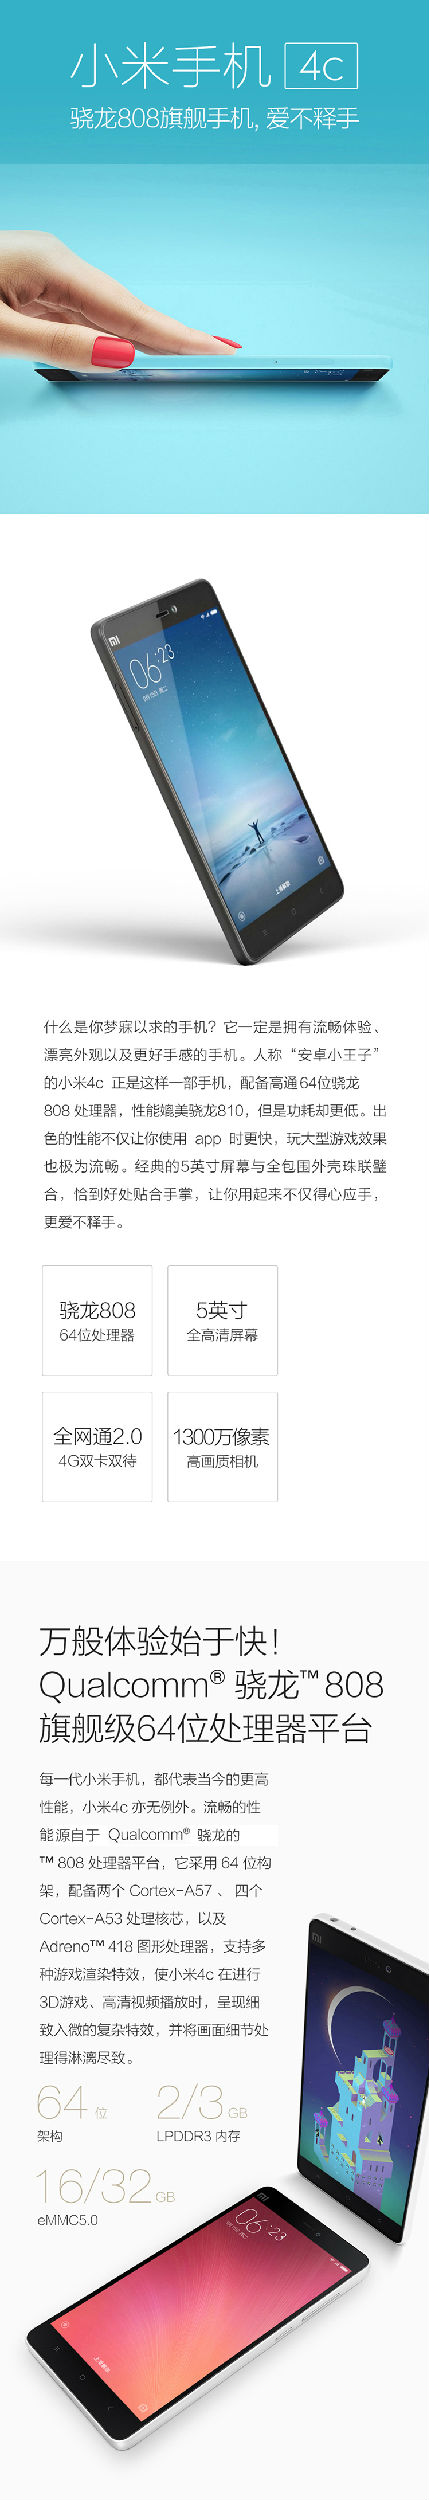 小米手机 4c
骁龙808旗舰手机, 爱不释手
mi
06:23
什么是你梦寐以求的手机？它一定是拥有流畅体验、
漂亮外观以及更好手感的手机。人称“安卓小王子”
的小米4c 正是这样一部手机，配备高通64位骁龙
808 处理器，性能媲美骁龙810，但是功耗却更低。出
色的性能不仅让你使用 app 时更快，玩大型游戏效果
也极为流畅。经典的5英寸屏幕与全包围外壳珠联璧
合，恰到好处贴合手掌，让你用起来不仅得心应手，
更爱不释手。
骁龙808
64位处理器
5英寸
全高清屏幕
全网通2.0
4G双卡双待
1300万像素
高画质相机
万般体验始于快！
Qualcomm® 骁龙™ 808
旗舰级64位处理器平台
每一代小米手机，都代表当今的更高
性能，小米4c 亦无例外。流畅的性
能源自于 Qualcomm® 骁龙的
™ 808 处理器平台，它采用 64 位构
架，配备两个 Cortex-A57 、 四个
Cortex-A53 处理核芯，以及
Adreno™ 418 图形处理器，支持多
种游戏渲染特效，使小米4c 在进行
3D游戏、高清视频播放时，呈现细
致入微的复杂特效，并将画面细节处
理得淋漓尽致。
64 位
架构
2/3 GB
LPDDR3 内存
16/32 GB
eMMC5.0
mi
mi
06:23